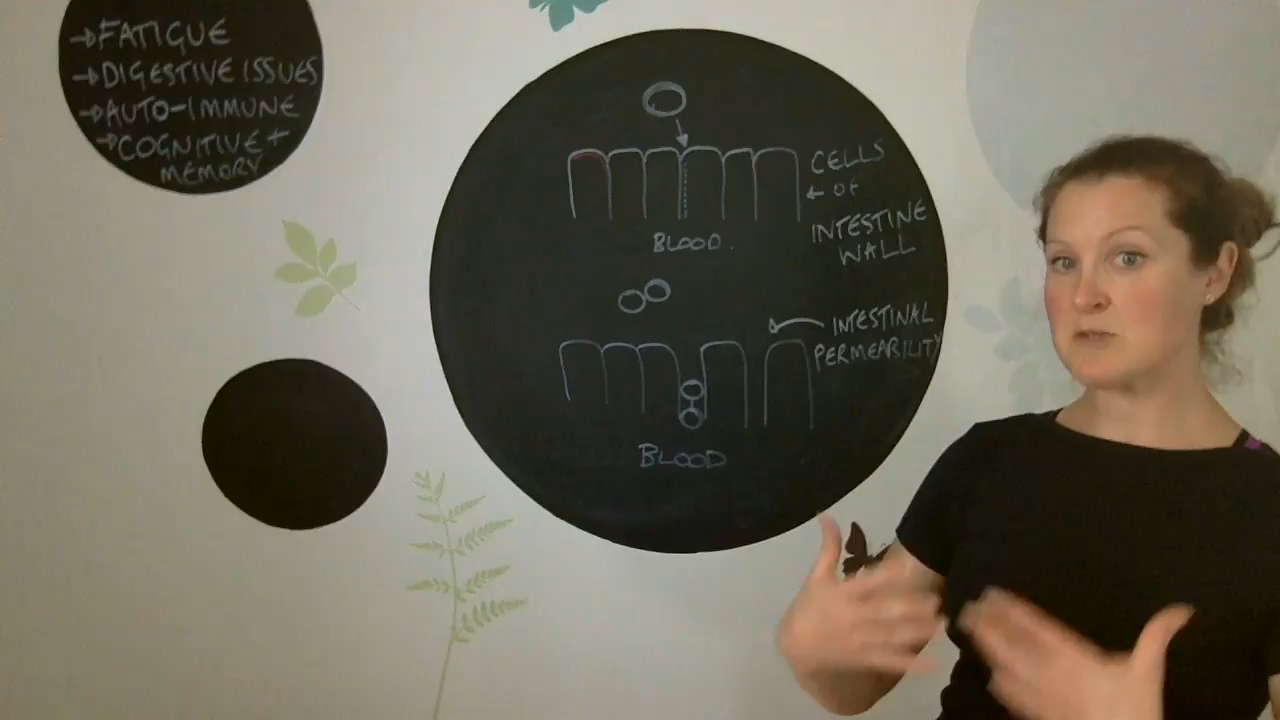 →FATIGUE
→DIGESTIVE ISSUES
→AUTO-IMMUNE
→COGNITIVE +
MEMORY
CELLS
← OF
INTESTINE
WALL
BLOOD.
INTESTINAL
PERMEABILITY
BLOOD